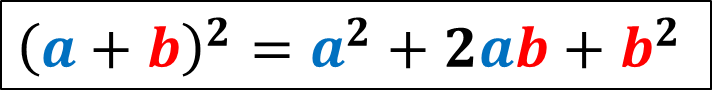 (a + b)² = a² + 2ab + b²